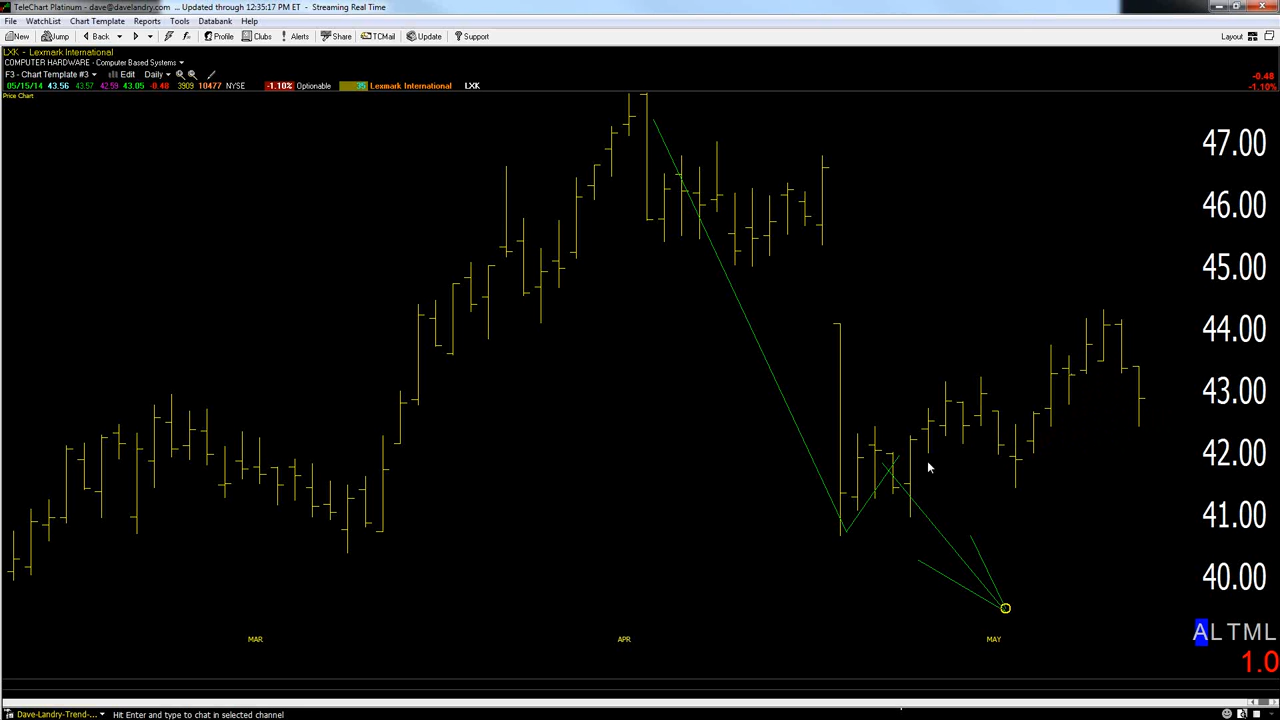 TeleChart Platinum - dave@davelandry.com ... Updated through 12:35:17 PM ET - Streaming Real Time
File WatchList Chart Template Reports Tools Databank Help
New Jump Back Profile Clubs Alerts Share TCMail Update Support Layout
LXK - Lexmark International
COMPUTER HARDWARE - Computer Based Systems
F3 - Chart Template #3 Edit Daily
-0.48
05/15/14 43.56 43.57 42.59 43.05 -0.48 3909 10477 NYSE -1.10% Optionable 35 Lexmark International LXK
-1.10%
Price Chart
47.00
46.00
45.00
44.00
43.00
42.00
41.00
40.00
ALTML
MAR APR MAY
1.0
Dave-Landry-Trend-... Hit Enter and type to chat in selected channel